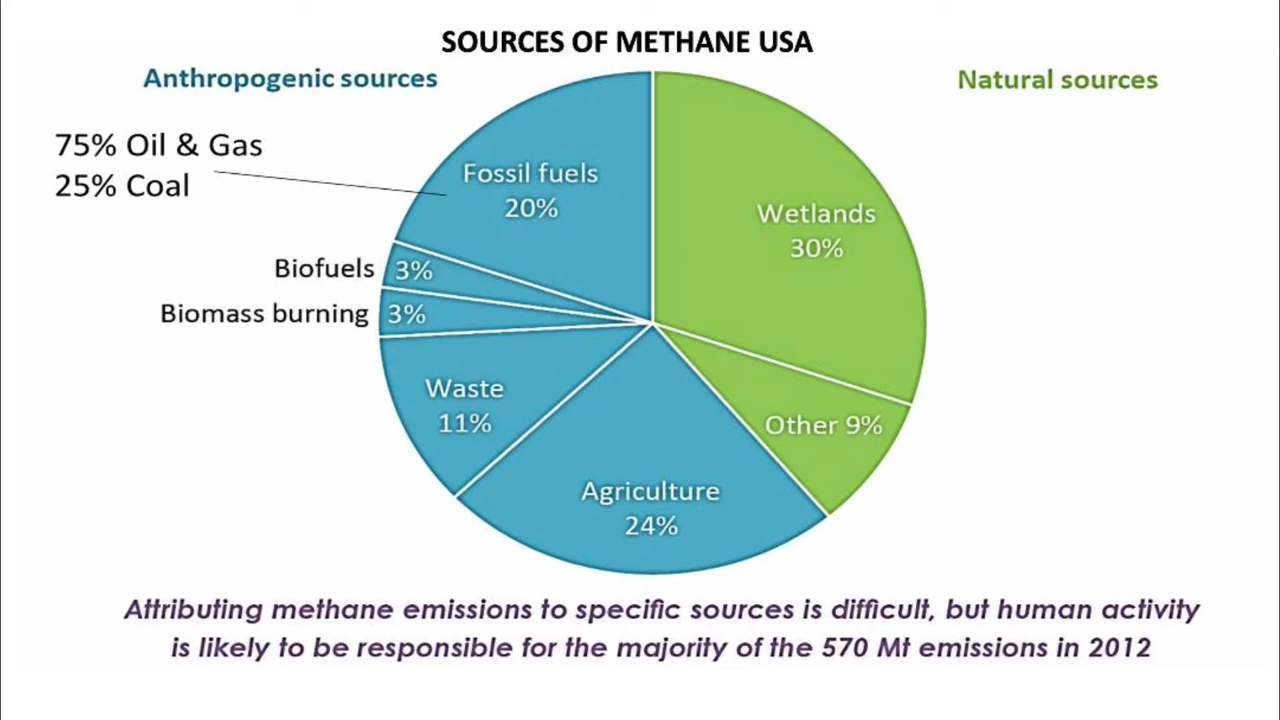 SOURCES OF METHANE USA
Anthropogenic sources
Natural sources
75% Oil & Gas
25% Coal
Fossil fuels
20%
Wetlands
30%
Biofuels 3%
Biomass burning 3%
Waste
11%
Other 9%
Agriculture
24%
Attributing methane emissions to specific sources is difficult, but human activity
is likely to be responsible for the majority of the 570 Mt emissions in 2012